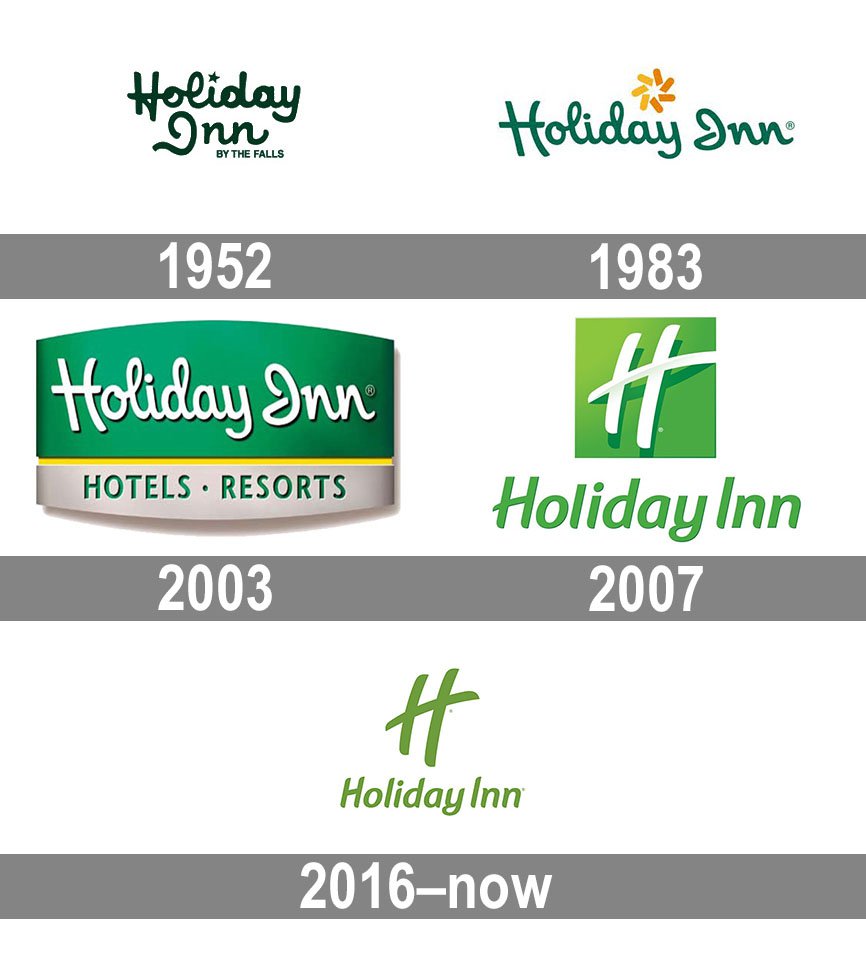 Holiday
Inn
BY THE FALLS
Holiday Inn®
1952
1983
Holiday Inn®
HOTELS · RESORTS
H®
Holiday Inn
2003
2007
H®
Holiday Inn
2016–now